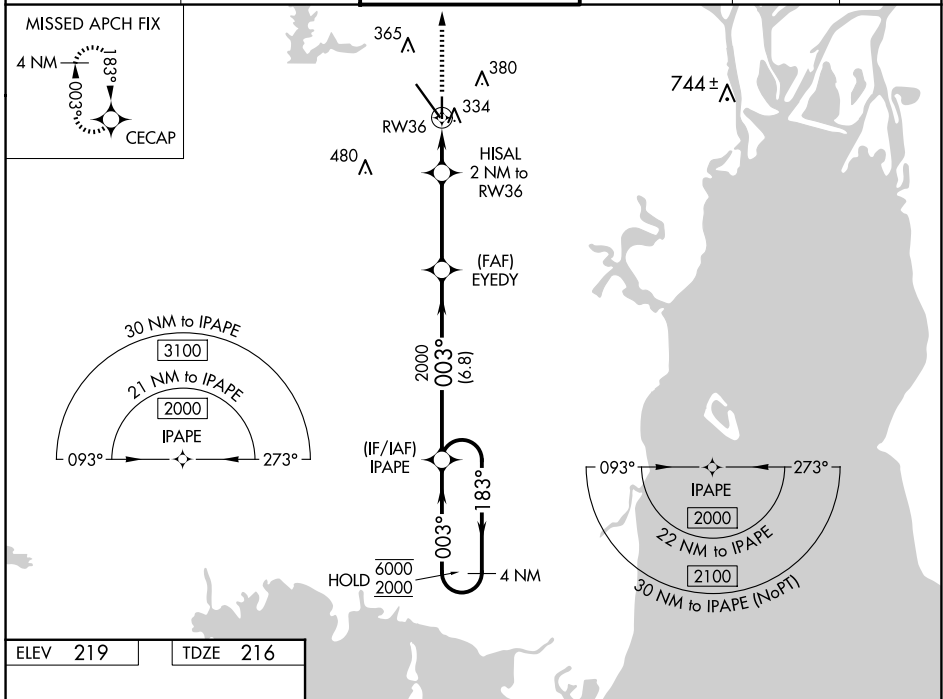 MISSED APCH FIX
4 NM
183°
003°
CECAP
365
380
334
RW36
744 ±
480
HISAL
2 NM to
RW36
(FAF)
EYEDY
2000
003°
(6.8)
30 NM to IPAPE
3100
21 NM to IPAPE
2000
IPAPE
093°
273°
(IF/IAF)
IPAPE
183°
003°
HOLD
6000
2000
4 NM
093°
273°
IPAPE
2000
22 NM to IPAPE
2100
30 NM to IPAPE (NoPT)
ELEV 219
TDZE 216